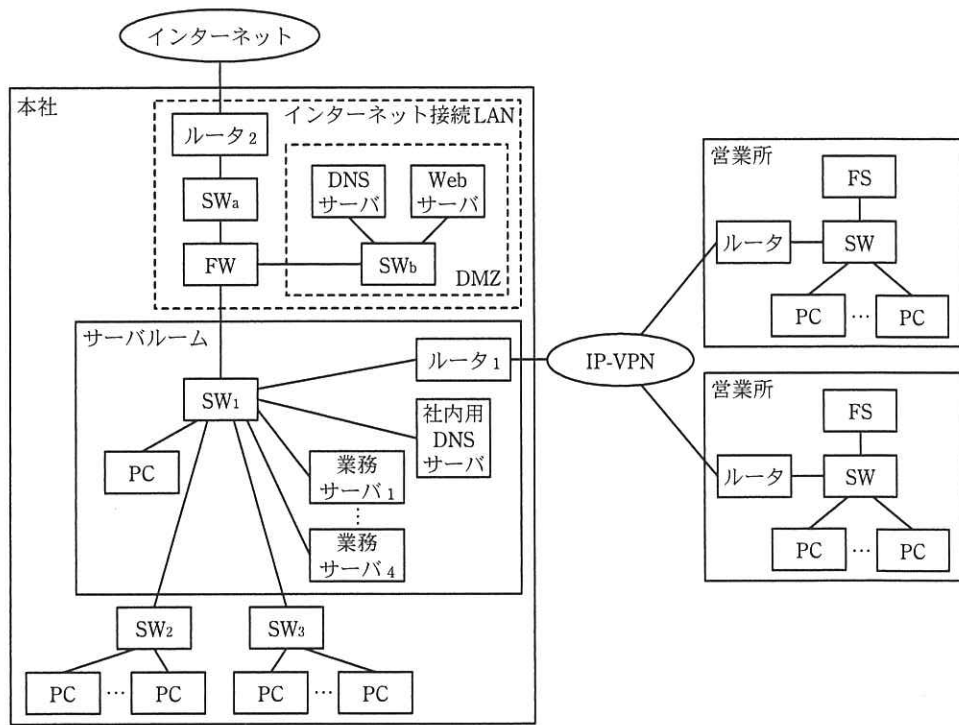 インターネット
本社
インターネット接続LAN
ルータ2
DNS
サーバ
Web
サーバ
SWa
FW
SWb
DMZ
サーバルーム
ルータ1
SW1
社内用
DNS
サーバ
PC
業務
サーバ1
⋮
業務
サーバ4
SW2
SW3
PC … PC
PC … PC
IP-VPN
営業所
FS
ルータ
SW
PC … PC
営業所
FS
ルータ
SW
PC … PC